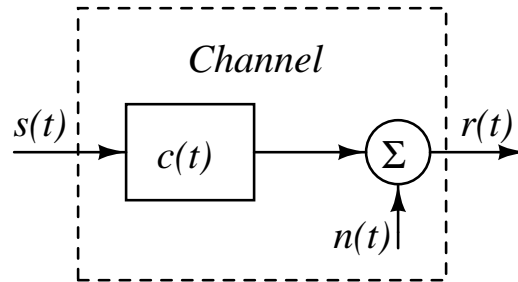 Channel
s(t)
c(t)
Σ
r(t)
n(t)